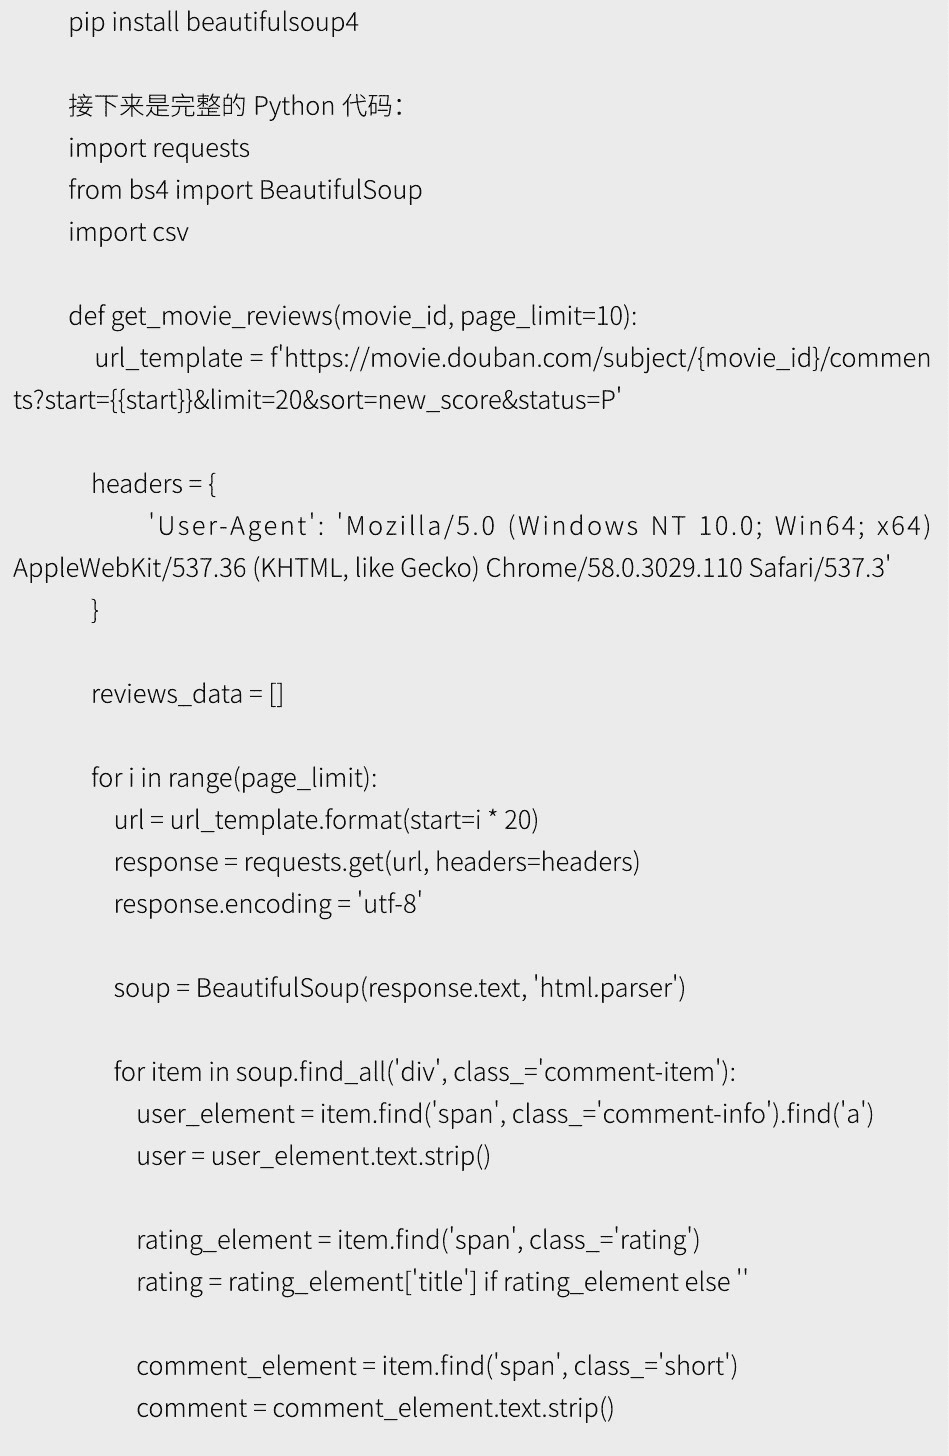 pip install beautifulsoup4
接下来是完整的 Python 代码：
import requests
from bs4 import BeautifulSoup
import csv
def get_movie_reviews(movie_id, page_limit=10):
url_template = f'https://movie.douban.com/subject/{movie_id}/commen
ts?start={{start}}&limit=20&sort=new_score&status=P'
headers = {
'User-Agent': 'Mozilla/5.0 (Windows NT 10.0; Win64; x64)
AppleWebKit/537.36 (KHTML, like Gecko) Chrome/58.0.3029.110 Safari/537.3'
}
reviews_data = []
for i in range(page_limit):
url = url_template.format(start=i * 20)
response = requests.get(url, headers=headers)
response.encoding = 'utf-8'
soup = BeautifulSoup(response.text, 'html.parser')
for item in soup.find_all('div', class_='comment-item'):
user_element = item.find('span', class_='comment-info').find('a')
user = user_element.text.strip()
rating_element = item.find('span', class_='rating')
rating = rating_element['title'] if rating_element else ''
comment_element = item.find('span', class_='short')
comment = comment_element.text.strip()